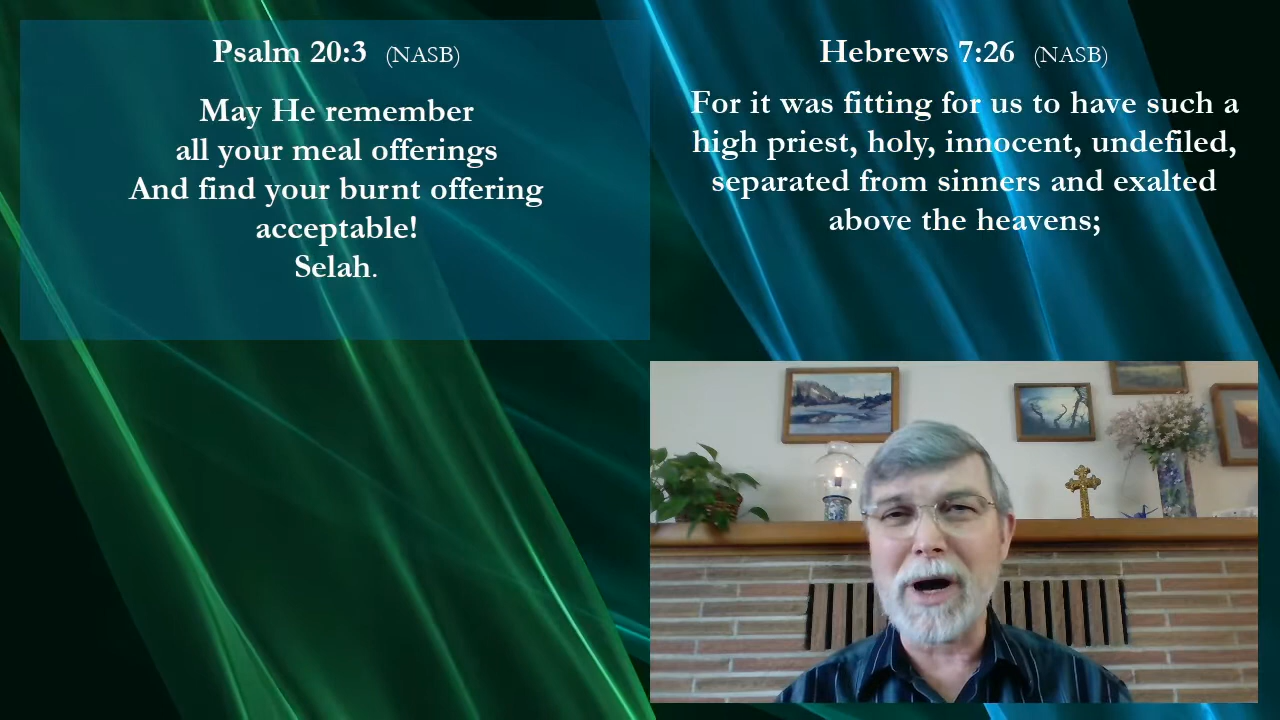 Psalm 20:3 (NASB)
May He remember
all your meal offerings
And find your burnt offering
acceptable!
Selah.
Hebrews 7:26 (NASB)
For it was fitting for us to have such a
high priest, holy, innocent, undefiled,
separated from sinners and exalted
above the heavens;